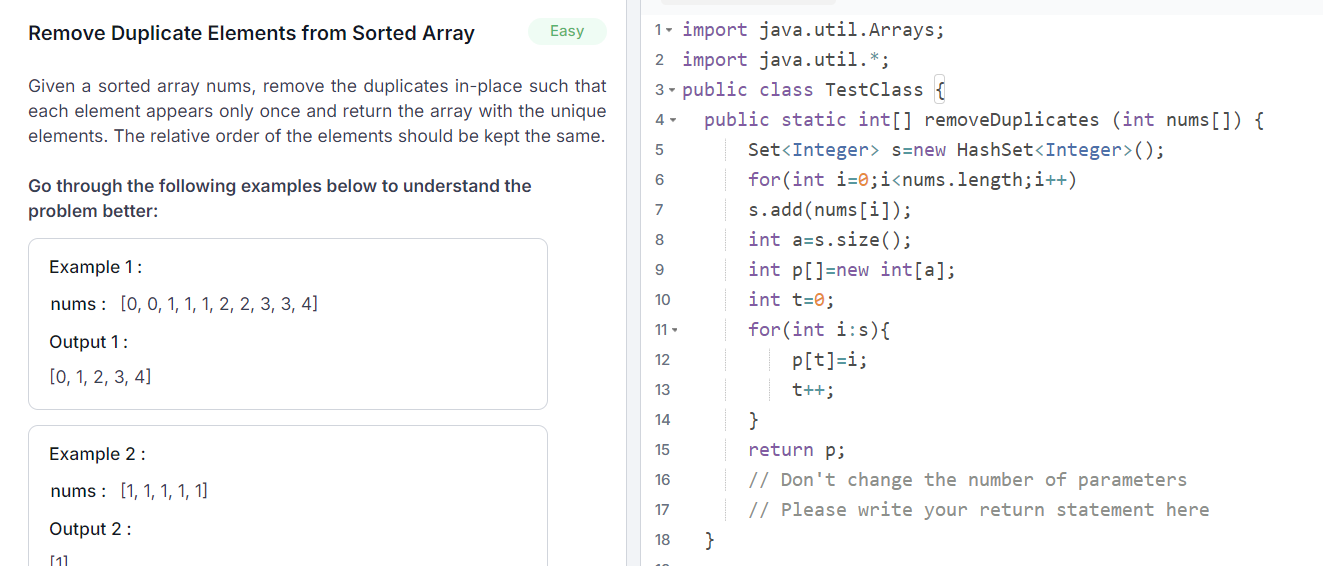 Remove Duplicate Elements from Sorted Array
Easy
Given a sorted array nums, remove the duplicates in-place such that
each element appears only once and return the array with the unique
elements. The relative order of the elements should be kept the same.
Go through the following examples below to understand the
problem better:
Example 1 :
nums : [0, 0, 1, 1, 1, 2, 2, 3, 3, 4]
Output 1 :
[0, 1, 2, 3, 4]
Example 2 :
nums : [1, 1, 1, 1, 1]
Output 2 :
[1]
1 import java.util.Arrays;
2 import java.util.*;
3 public class TestClass {
4 public static int[] removeDuplicates (int nums[]) {
5 Set<Integer> s=new HashSet<Integer>();
6 for(int i=0;i<nums.length;i++)
7 s.add(nums[i]);
8 int a=s.size();
9 int p[]=new int[a];
10 int t=0;
11 for(int i:s){
12 p[t]=i;
13 t++;
14 }
15 return p;
16 // Don't change the number of parameters
17 // Please write your return statement here
18 }